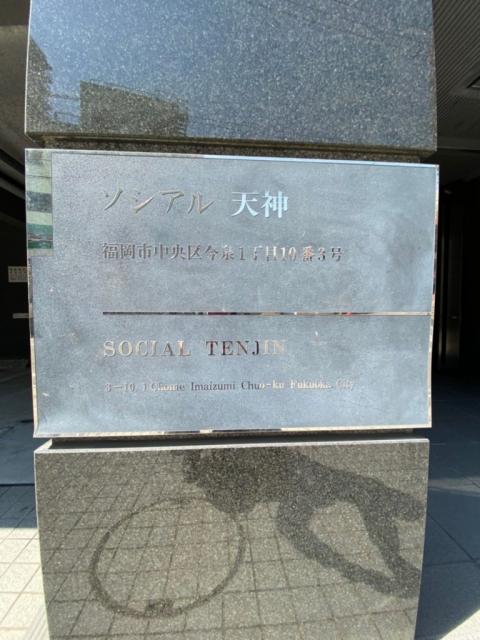 ソシアル 天神
福岡市中央区今泉1丁目10番3号
SOCIAL TENJIN
3-10, 1 Chome Imaizumi Chuo-ku Fukuoka City